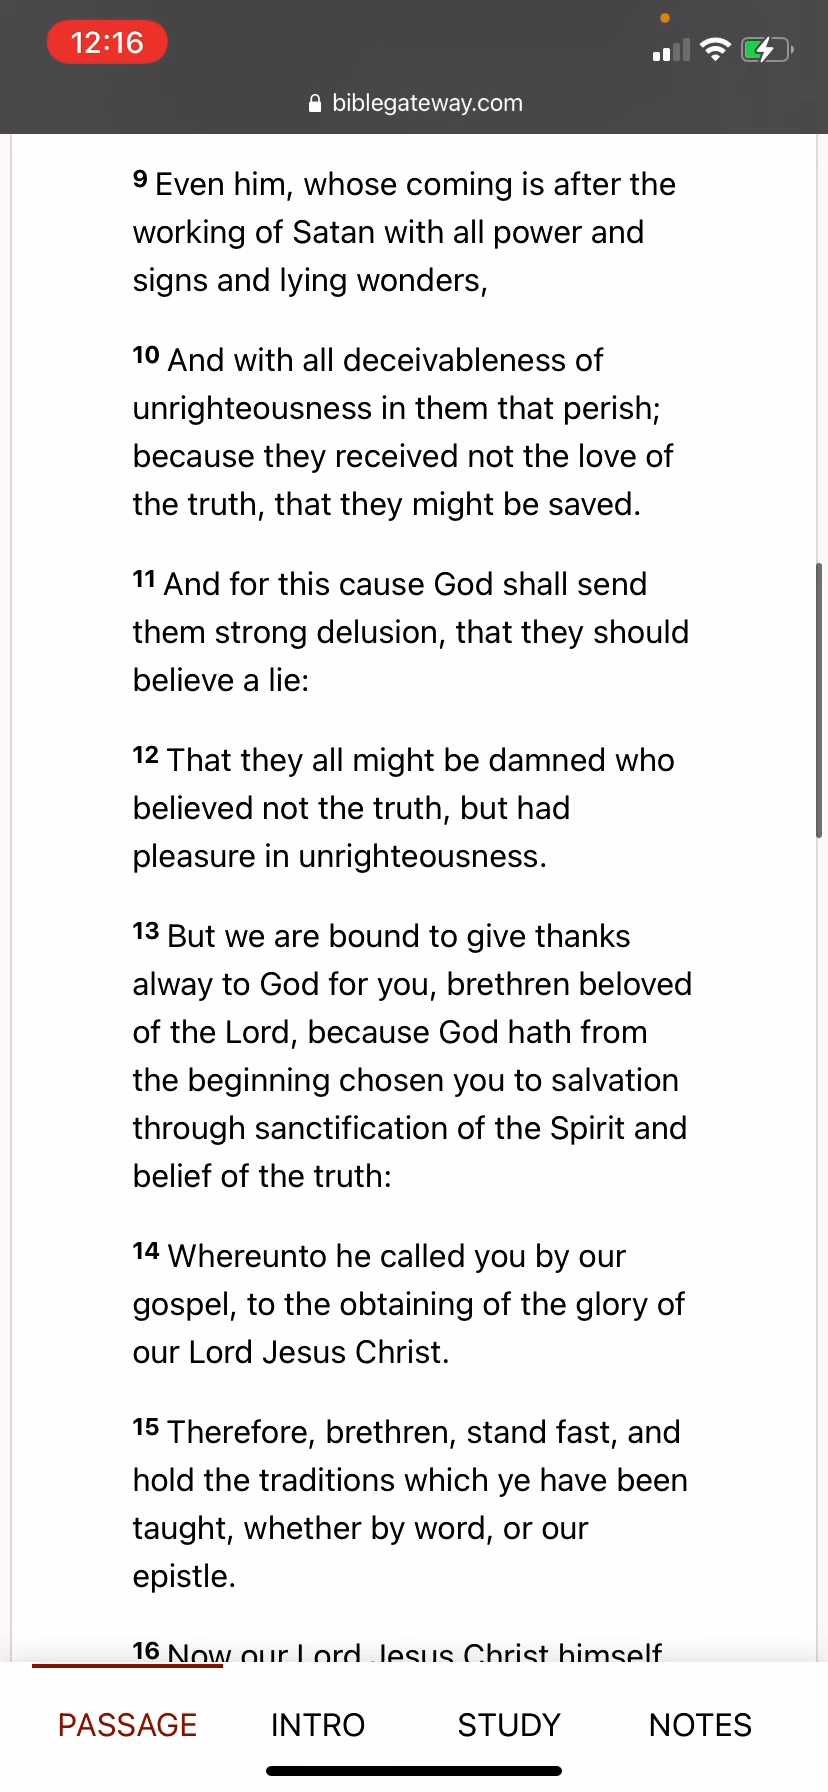 12:16
biblegateway.com
9 Even him, whose coming is after the
working of Satan with all power and
signs and lying wonders,
10 And with all deceivableness of
unrighteousness in them that perish;
because they received not the love of
the truth, that they might be saved.
11 And for this cause God shall send
them strong delusion, that they should
believe a lie:
12 That they all might be damned who
believed not the truth, but had
pleasure in unrighteousness.
13 But we are bound to give thanks
alway to God for you, brethren beloved
of the Lord, because God hath from
the beginning chosen you to salvation
through sanctification of the Spirit and
belief of the truth:
14 Whereunto he called you by our
gospel, to the obtaining of the glory of
our Lord Jesus Christ.
15 Therefore, brethren, stand fast, and
hold the traditions which ye have been
taught, whether by word, or our
epistle.
16 Now our Lord Jesus Christ himself
PASSAGE INTRO STUDY NOTES